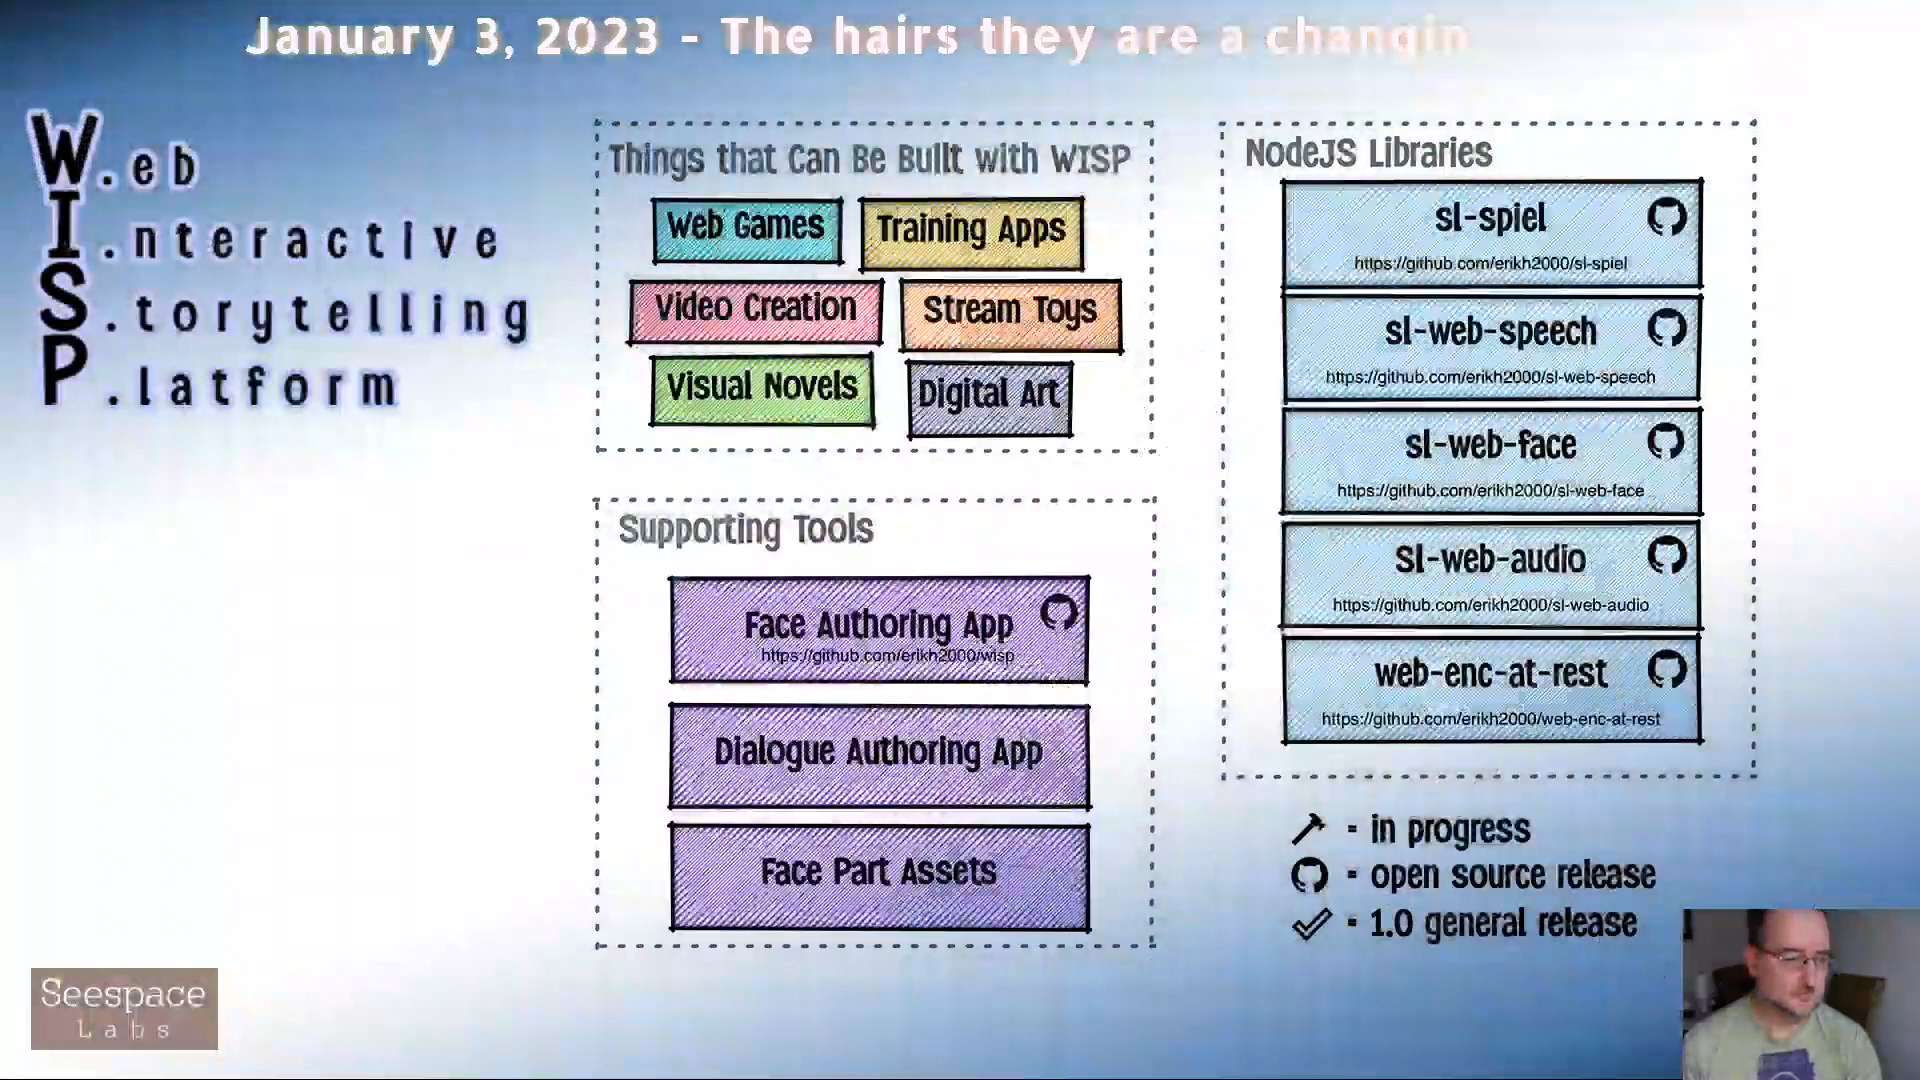 January 3, 2023 - The hairs they are a changin
W.eb
I.nteractive
S.torytelling
P.latform
Things that Can Be Built with WISP
Web Games
Training Apps
Video Creation
Stream Toys
Visual Novels
Digital Art
Supporting Tools
Face Authoring App
https://github.com/erikh2000/wisp
Dialogue Authoring App
Face Part Assets
NodeJS Libraries
sl-spiel
https://github.com/erikh2000/sl-spiel
sl-web-speech
https://github.com/erikh2000/sl-web-speech
sl-web-face
https://github.com/erikh2000/sl-web-face
Sl-web-audio
https://github.com/erikh2000/sl-web-audio
web-enc-at-rest
https://github.com/erikh2000/web-enc-at-rest
- in progress
- open source release
- 1.0 general release
Seespace
Labs